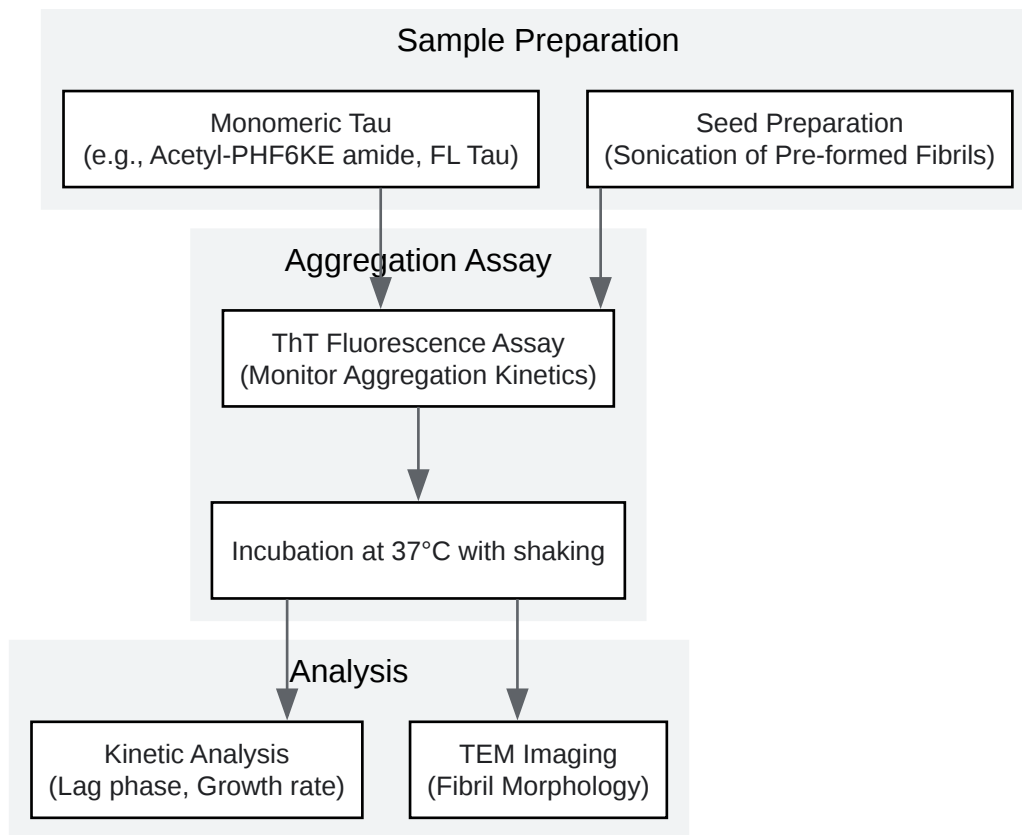 Sample Preparation
Monomeric Tau
(e.g., Acetyl-PHF6KE amide, FL Tau)
Seed Preparation
(Sonication of Pre-formed Fibrils)
Aggregation Assay
ThT Fluorescence Assay
(Monitor Aggregation Kinetics)
Incubation at 37°C with shaking
Analysis
Kinetic Analysis
(Lag phase, Growth rate)
TEM Imaging
(Fibril Morphology)